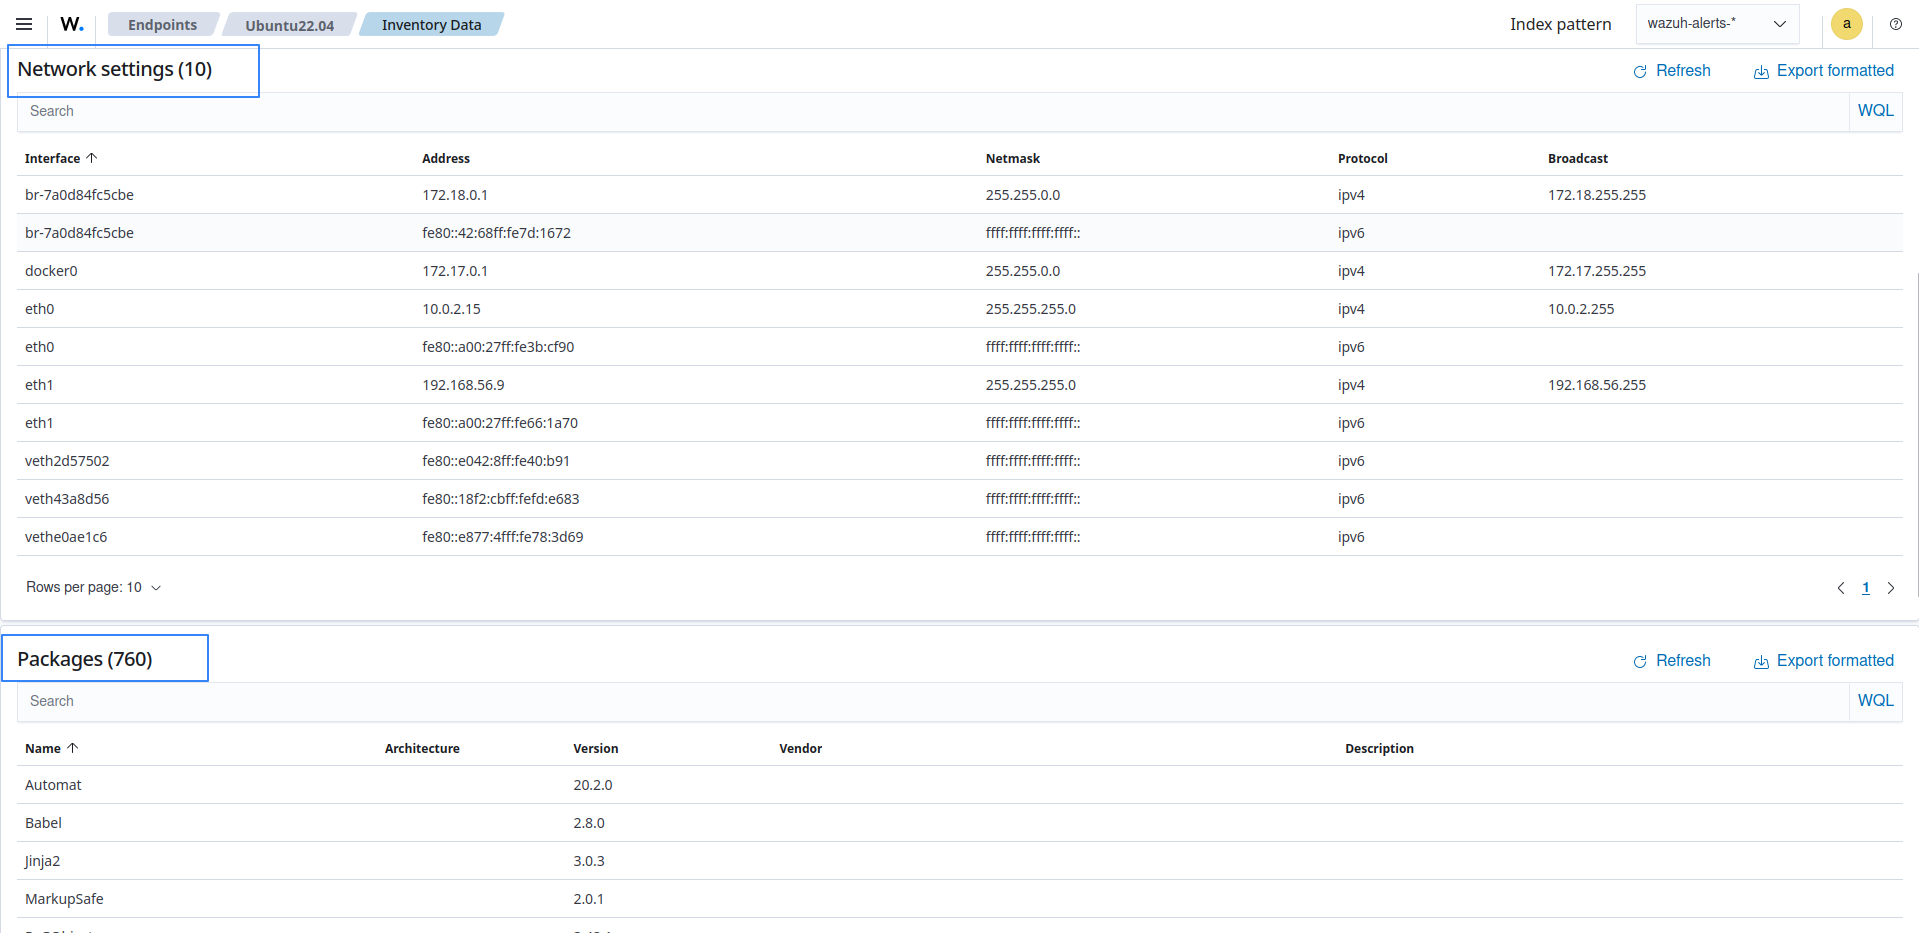 W. Endpoints Ubuntu22.04 Inventory Data Index pattern wazuh-alerts-* a
Network settings (10) Refresh Export formatted
Search WQL
Interface Address Netmask Protocol Broadcast
br-7a0d84fc5cbe 172.18.0.1 255.255.0.0 ipv4 172.18.255.255
br-7a0d84fc5cbe fe80::42:68ff:fe7d:1672 ffff:ffff:ffff:ffff:: ipv6
docker0 172.17.0.1 255.255.0.0 ipv4 172.17.255.255
eth0 10.0.2.15 255.255.255.0 ipv4 10.0.2.255
eth0 fe80::a00:27ff:fe3b:cf90 ffff:ffff:ffff:ffff:: ipv6
eth1 192.168.56.9 255.255.255.0 ipv4 192.168.56.255
eth1 fe80::a00:27ff:fe66:1a70 ffff:ffff:ffff:ffff:: ipv6
veth2d57502 fe80::e042:8ff:fe40:b91 ffff:ffff:ffff:ffff:: ipv6
veth43a8d56 fe80::18f2:cbff:fefd:e683 ffff:ffff:ffff:ffff:: ipv6
vethe0ae1c6 fe80::e877:4fff:fe78:3d69 ffff:ffff:ffff:ffff:: ipv6
Rows per page: 10 1
Packages (760) Refresh Export formatted
Search WQL
Name Architecture Version Vendor Description
Automat 20.2.0
Babel 2.8.0
Jinja2 3.0.3
MarkupSafe 2.0.1